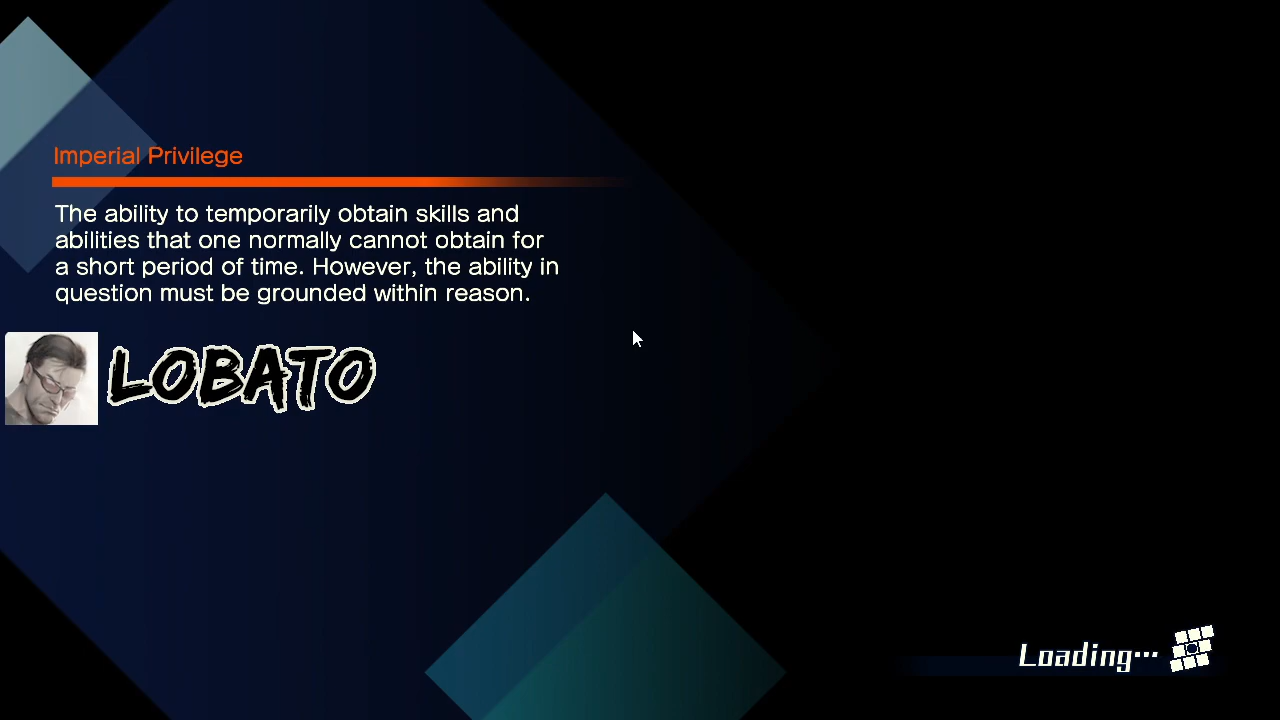 Imperial Privilege
The ability to temporarily obtain skills and
abilities that one normally cannot obtain for
a short period of time. However, the ability in
question must be grounded within reason.
LOBATO
Loading...